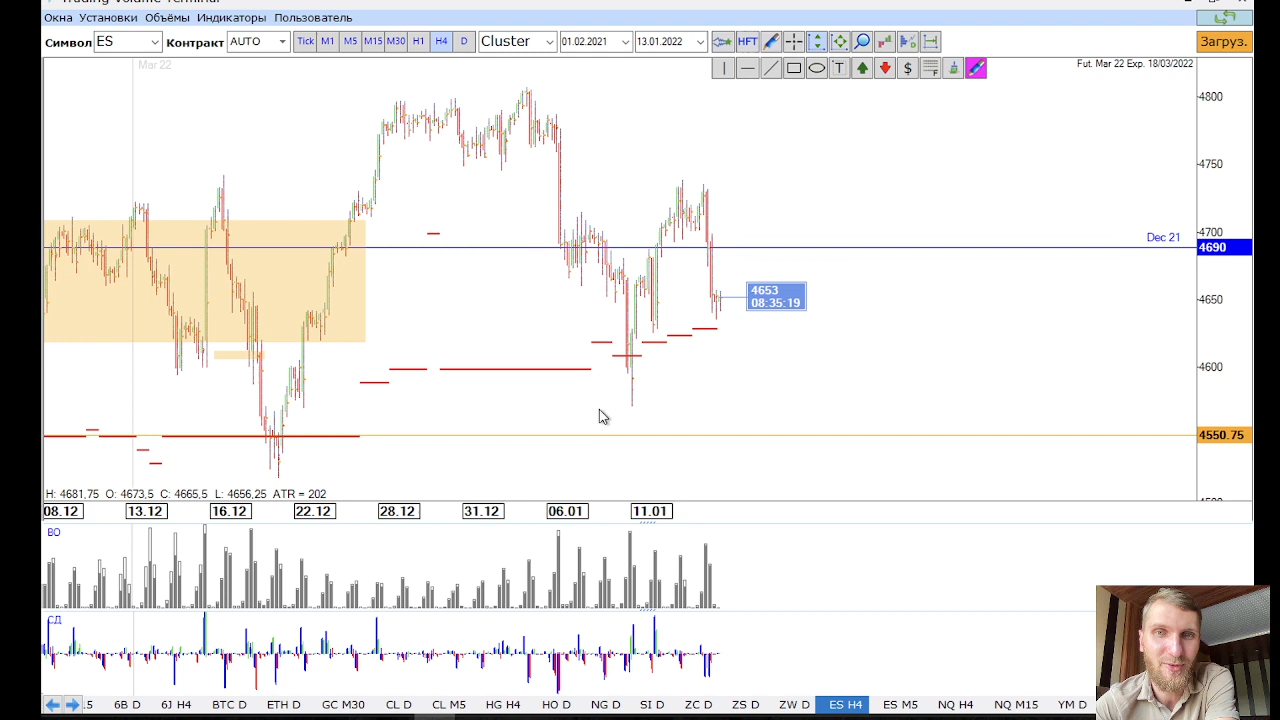 Trading Volume Terminal
Окна Установки Объёмы Индикаторы Пользователь
Символ ES Контракт AUTO Tick M1 M5 M15 M30 H1 H4 D Cluster 01.02.2021 13.01.2022 HFT Загруз.
T $ F
Mar 22
Fut. Mar 22 Exp. 18/03/2022
4800
4750
4700
Dec 21
4690
4653
08:35:19
4650
4600
4550.75
H: 4681,75 O: 4673,5 C: 4665,5 L: 4656,25 ATR = 202
08.12 13.12 16.12 22.12 28.12 31.12 06.01 11.01
ВО
СД
6B D 6J H4 BTC D ETH D GC M30 CL D CL M5 HG H4 HO D NG D SI D ZC D ZS D ZW D ES H4 ES M5 NQ H4 NQ M15 YM D